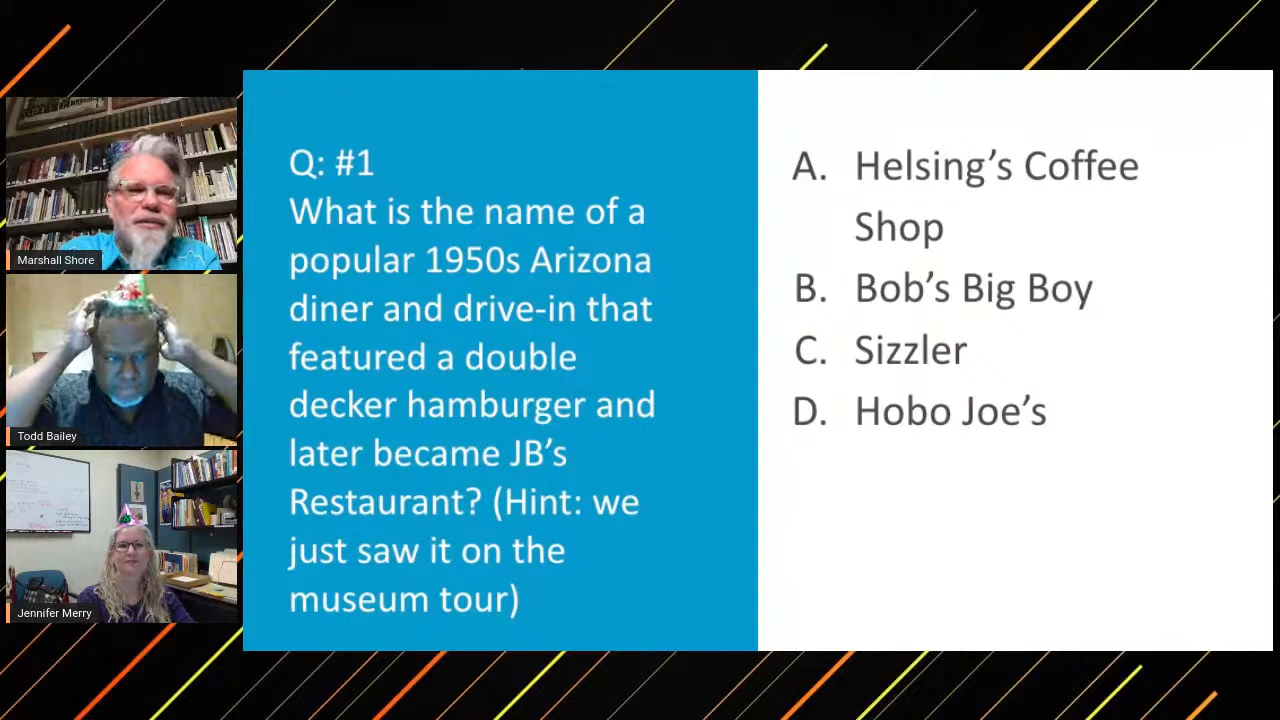 Marshall Shore
Todd Bailey
Jennifer Merry
Q: #1
What is the name of a
popular 1950s Arizona
diner and drive-in that
featured a double
decker hamburger and
later became JB’s
Restaurant? (Hint: we
just saw it on the
museum tour)
A. Helsing’s Coffee
Shop
B. Bob’s Big Boy
C. Sizzler
D. Hobo Joe’s